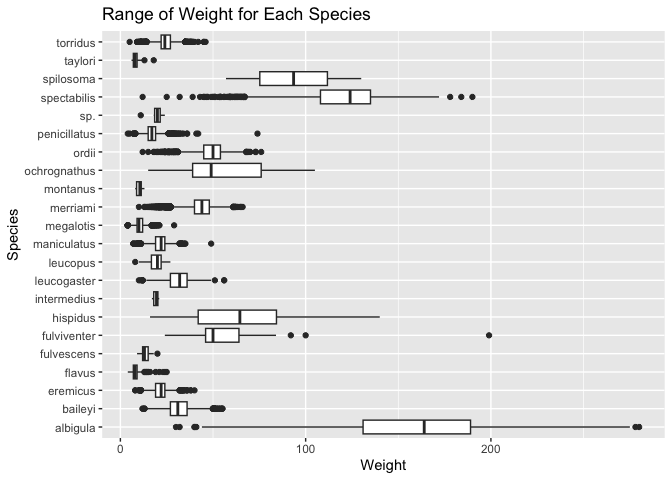 Range of Weight for Each Species
torridus
taylori
spilosoma
spectabilis
sp.
penicillatus
ordii
ochrognathus
montanus
merriami
megalotis
maniculatus
leucopus
leucogaster
intermedius
hispidus
fulviventer
fulvescens
flavus
eremicus
baileyi
albigula
Species
0 100 200
Weight